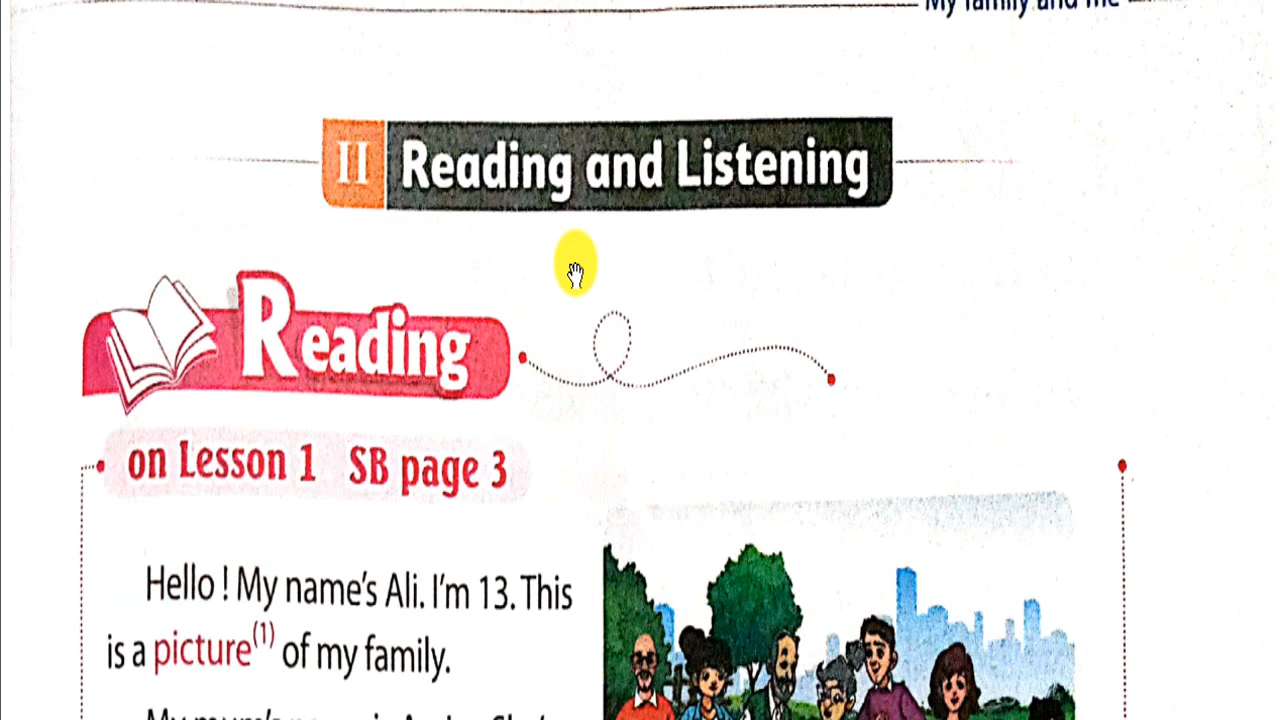 My family and me
II Reading and Listening
Reading
on Lesson 1 SB page 3
Hello ! My name's Ali. I'm 13. This
is a picture(1) of my family.